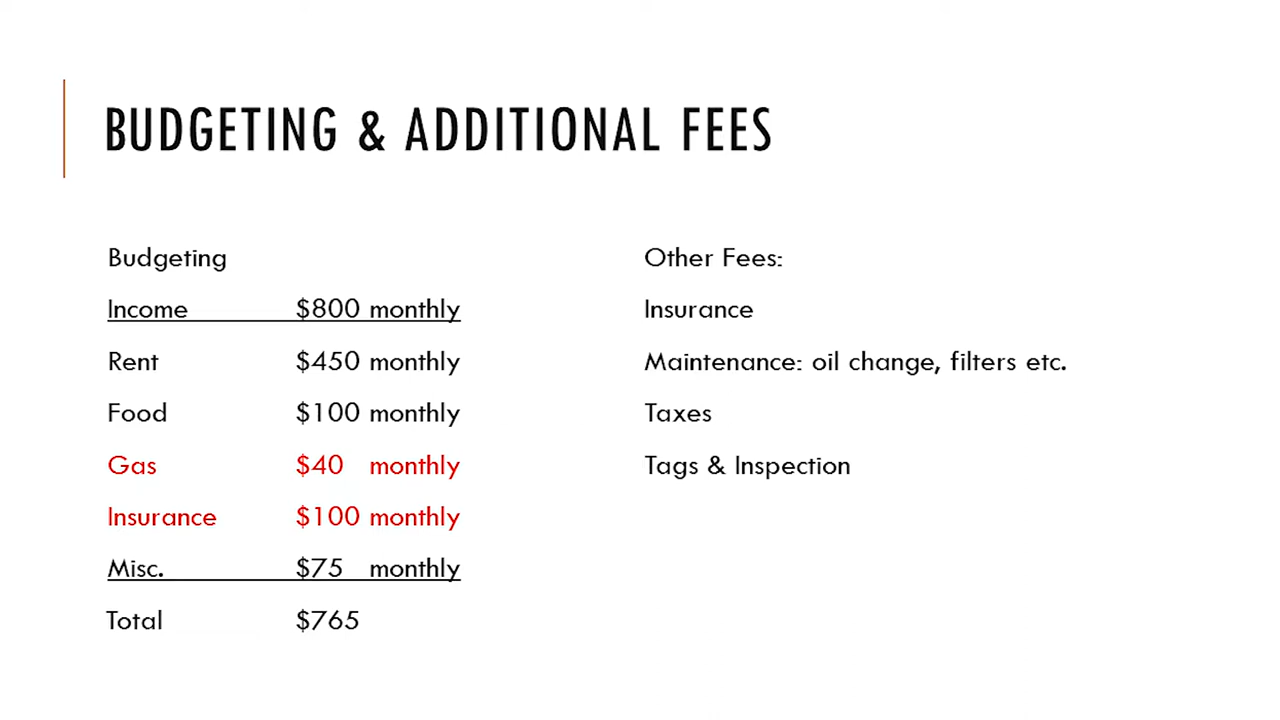 BUDGETING & ADDITIONAL FEES
Budgeting
Income $800 monthly
Rent $450 monthly
Food $100 monthly
Gas $40 monthly
Insurance $100 monthly
Misc. $75 monthly
Total $765
Other Fees:
Insurance
Maintenance: oil change, filters etc.
Taxes
Tags & Inspection